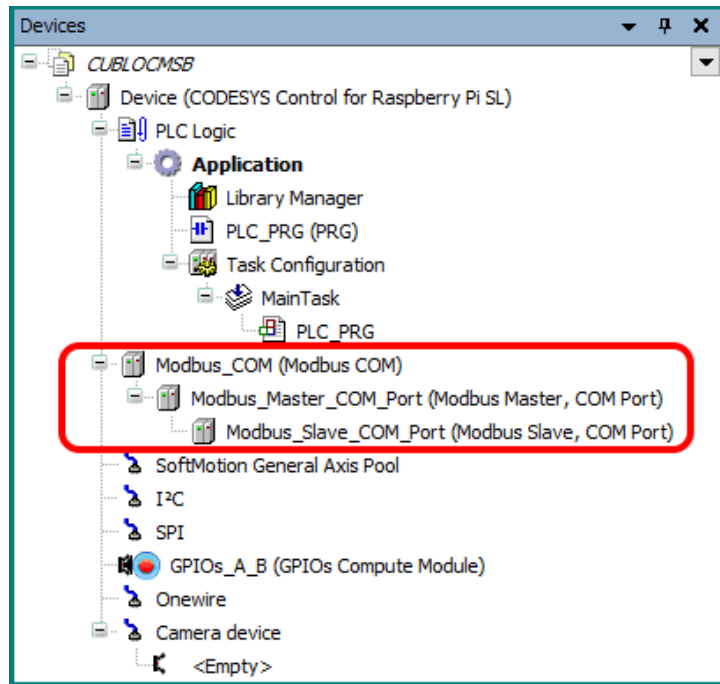 Devices
CUBLOCMSB
Device (CODESYS Control for Raspberry Pi SL)
PLC Logic
Application
Library Manager
PLC_PRG (PRG)
Task Configuration
MainTask
PLC_PRG
Modbus_COM (Modbus COM)
Modbus_Master_COM_Port (Modbus Master, COM Port)
Modbus_Slave_COM_Port (Modbus Slave, COM Port)
SoftMotion General Axis Pool
I²C
SPI
GPIOs_A_B (GPIOs Compute Module)
Onewire
Camera device
<Empty>